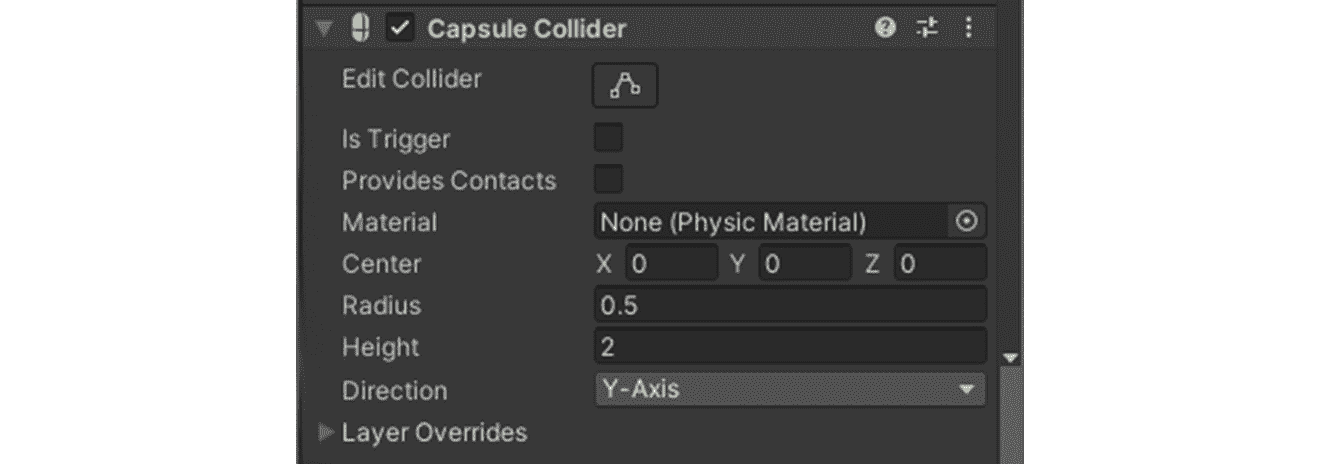 Capsule Collider
Edit Collider
Is Trigger
Provides Contacts
Material None (Physic Material)
Center X 0 Y 0 Z 0
Radius 0.5
Height 2
Direction Y-Axis
Layer Overrides